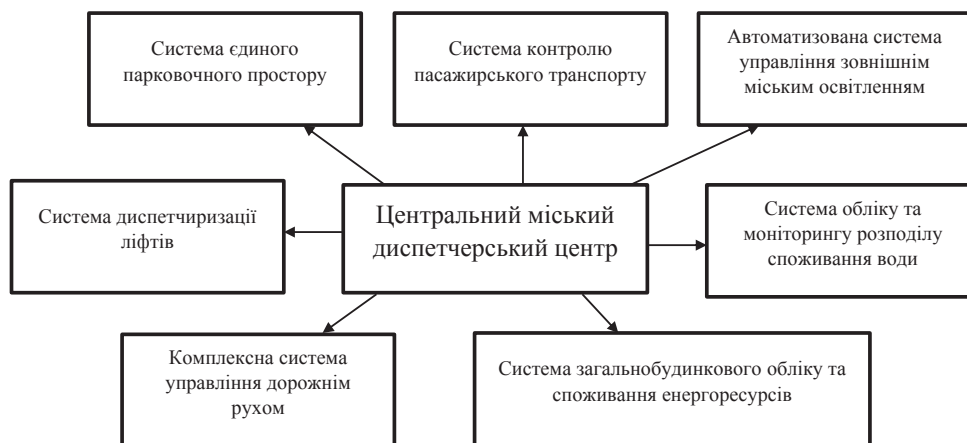 Система єдиного
парковочного простору
Система контролю
пасажирського транспорту
Автоматизована система
управління зовнішнім
міським освітленням
Система диспетчиризації
ліфтів
Центральний міський
диспетчерський центр
Система обліку та
моніторингу розподілу
споживання води
Комплексна система
управління дорожнім
рухом
Система загальнобудинкового обліку та
споживання енергоресурсів